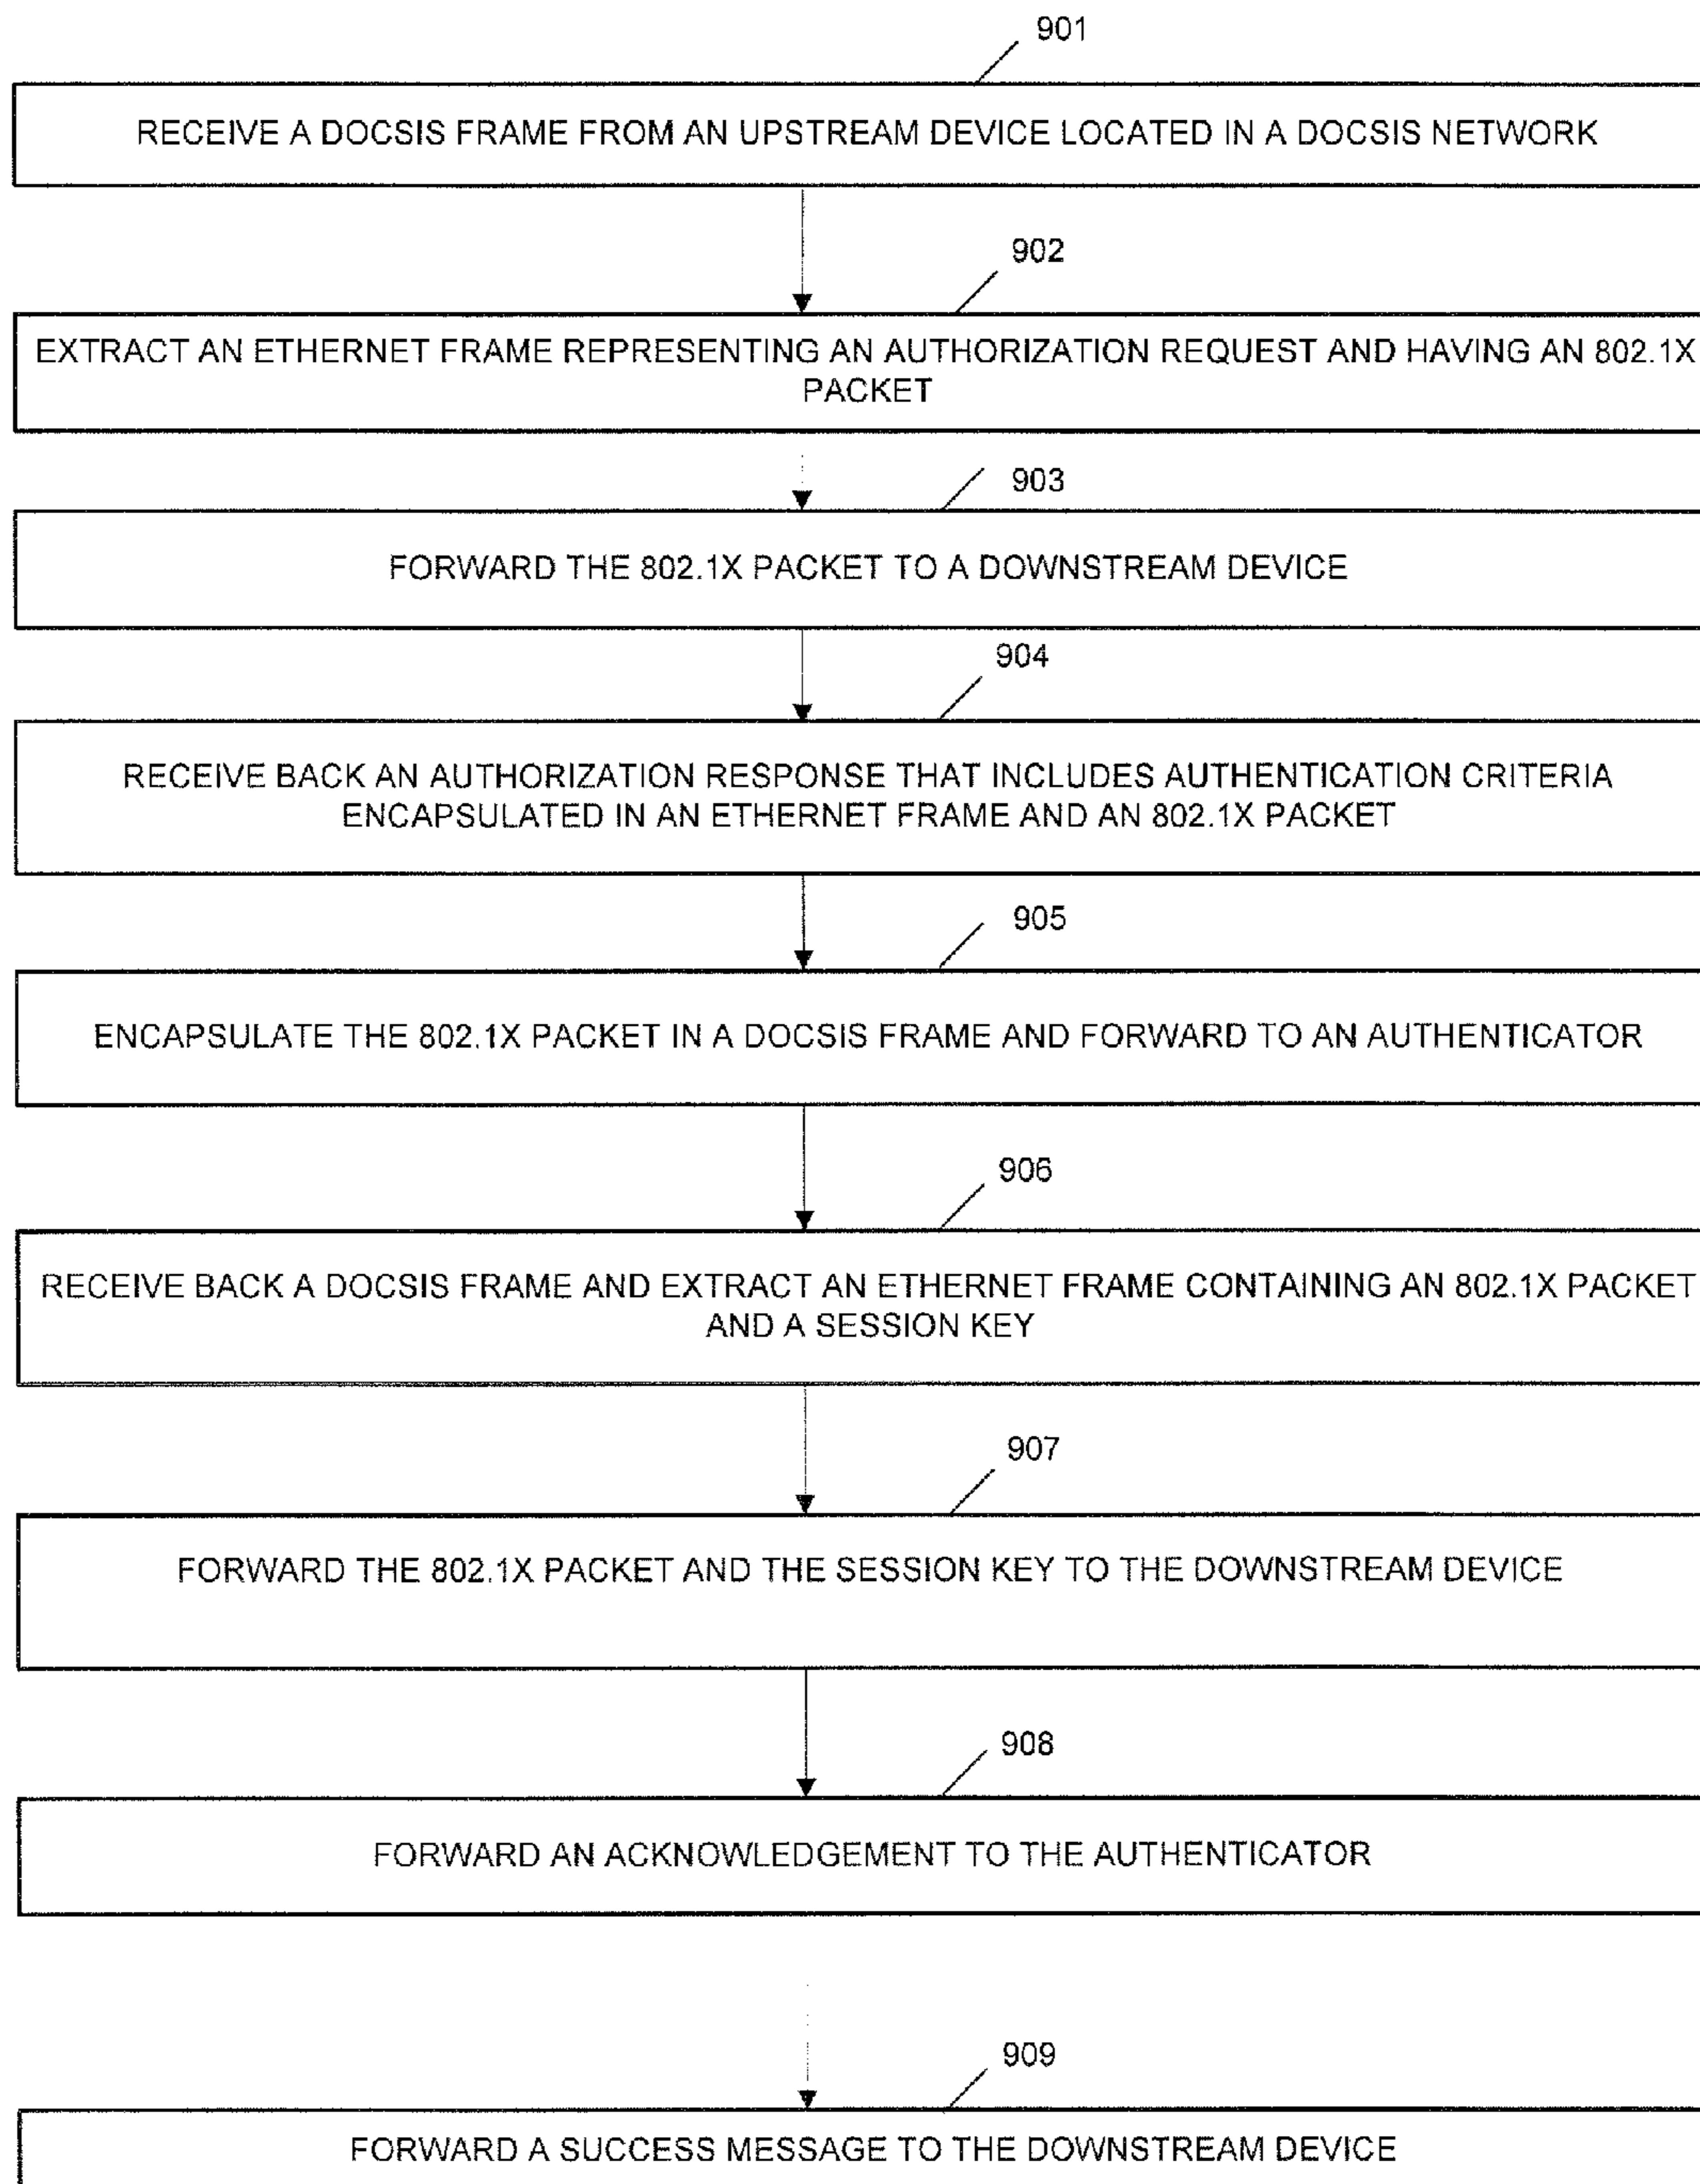 901
RECEIVE A DOCSIS FRAME FROM AN UPSTREAM DEVICE LOCATED IN A DOCSIS NETWORK
902
EXTRACT AN ETHERNET FRAME REPRESENTING AN AUTHORIZATION REQUEST AND HAVING AN 802.1X
PACKET
903
FORWARD THE 802.1X PACKET TO A DOWNSTREAM DEVICE
904
RECEIVE BACK AN AUTHORIZATION RESPONSE THAT INCLUDES AUTHENTICATION CRITERIA
ENCAPSULATED IN AN ETHERNET FRAME AND AN 802.1X PACKET
905
ENCAPSULATE THE 802.1X PACKET IN A DOCSIS FRAME AND FORWARD TO AN AUTHENTICATOR
906
RECEIVE BACK A DOCSIS FRAME AND EXTRACT AN ETHERNET FRAME CONTAINING AN 802.1X PACKET
AND A SESSION KEY
907
FORWARD THE 802.1X PACKET AND THE SESSION KEY TO THE DOWNSTREAM DEVICE
908
FORWARD AN ACKNOWLEDGEMENT TO THE AUTHENTICATOR
909
FORWARD A SUCCESS MESSAGE TO THE DOWNSTREAM DEVICE